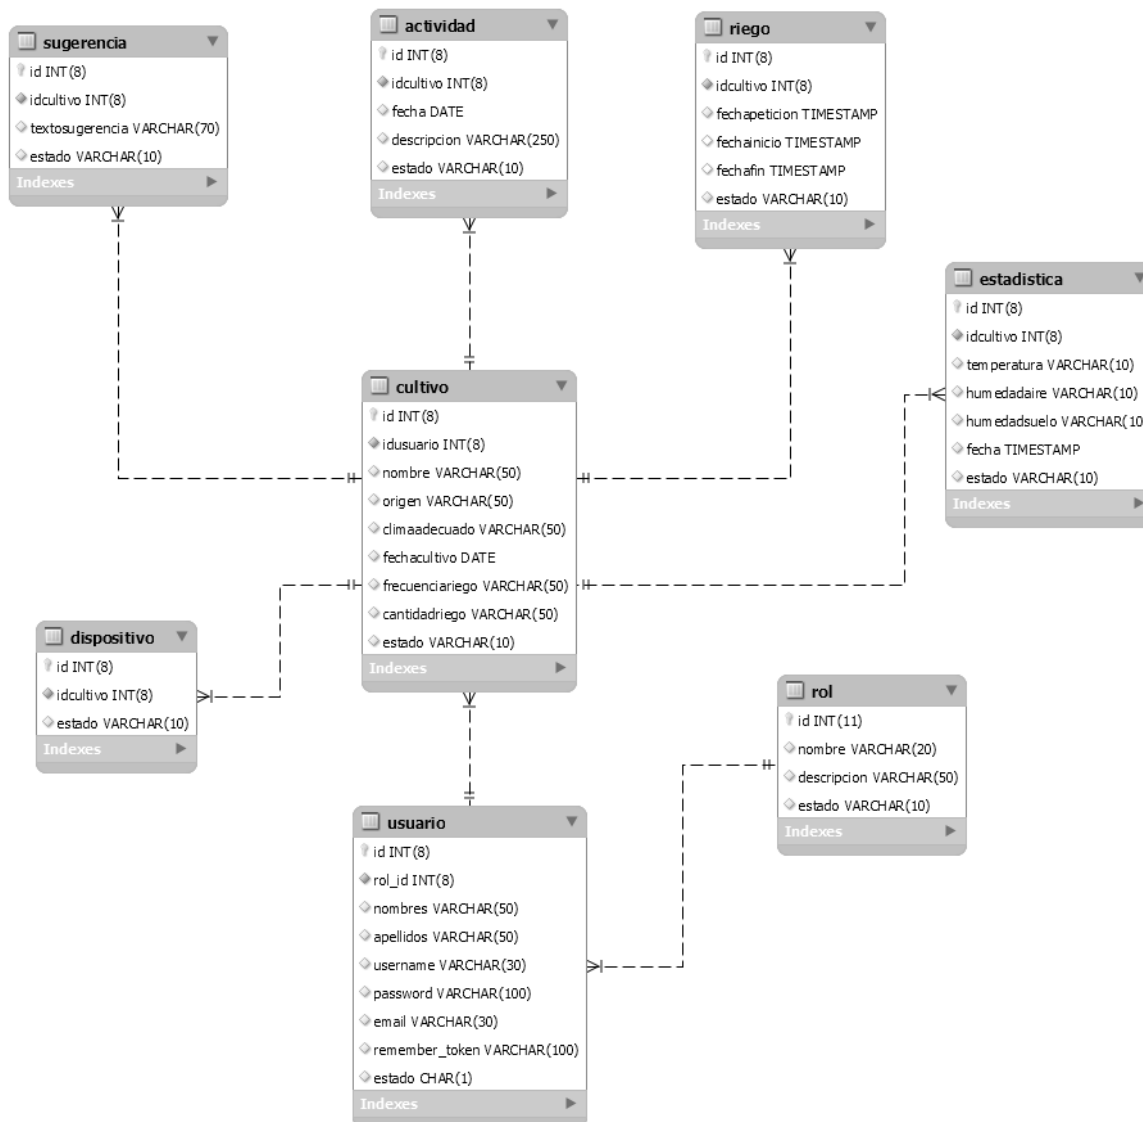 sugerencia
id INT(8)
idcultivo INT(8)
textosugerencia VARCHAR(70)
estado VARCHAR(10)
Indexes
actividad
id INT(8)
idcultivo INT(8)
fecha DATE
descripcion VARCHAR(250)
estado VARCHAR(10)
Indexes
riego
id INT(8)
idcultivo INT(8)
fechapeticion TIMESTAMP
fechainicio TIMESTAMP
fechafin TIMESTAMP
estado VARCHAR(10)
Indexes
estadistica
id INT(8)
idcultivo INT(8)
temperatura VARCHAR(10)
humedadaire VARCHAR(10)
humedadsuelo VARCHAR(10
fecha TIMESTAMP
estado VARCHAR(10)
Indexes
cultivo
id INT(8)
idusuario INT(8)
nombre VARCHAR(50)
origen VARCHAR(50)
climaadecuado VARCHAR(50)
fechacultivo DATE
frecuenciariego VARCHAR(50)
cantidadriego VARCHAR(50)
estado VARCHAR(10)
Indexes
dispositivo
id INT(8)
idcultivo INT(8)
estado VARCHAR(10)
Indexes
rol
id INT(11)
nombre VARCHAR(20)
descripcion VARCHAR(50)
estado VARCHAR(10)
Indexes
usuario
id INT(8)
rol_id INT(8)
nombres VARCHAR(50)
apellidos VARCHAR(50)
username VARCHAR(30)
password VARCHAR(100)
email VARCHAR(30)
remember_token VARCHAR(100)
estado CHAR(1)
Indexes